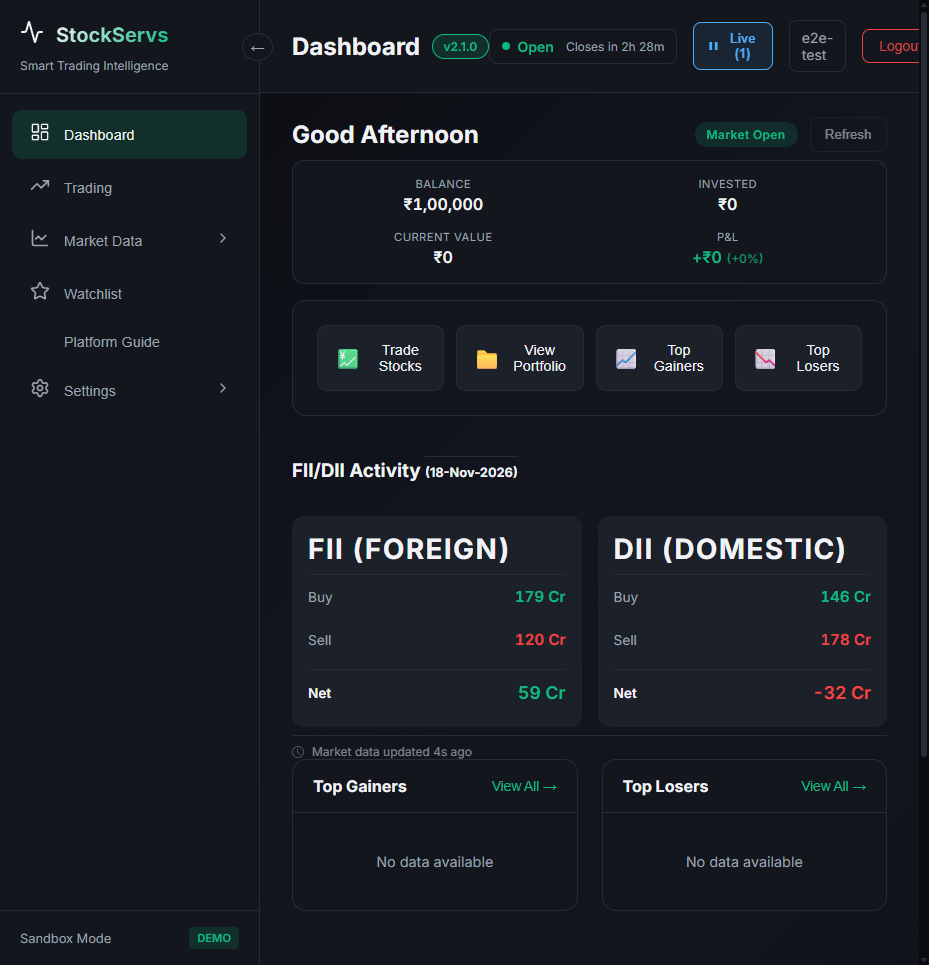 StockServs
Smart Trading Intelligence
←
Dashboard
Trading
Market Data
Watchlist
Platform Guide
Settings
Sandbox Mode DEMO
Dashboard v2.1.0 Open Closes in 2h 28m
Live
(1)
e2e-
test
Logou
Good Afternoon Market Open Refresh
BALANCE INVESTED
₹1,00,000 ₹0
CURRENT VALUE P&L
₹0 +₹0 (+0%)
Trade
Stocks
View
Portfolio
Top
Gainers
Top
Losers
FII/DII Activity (18-Nov-2026)
FII (FOREIGN)
Buy 179 Cr
Sell 120 Cr
Net 59 Cr
DII (DOMESTIC)
Buy 146 Cr
Sell 178 Cr
Net -32 Cr
Market data updated 4s ago
Top Gainers View All →
No data available
Top Losers View All →
No data available